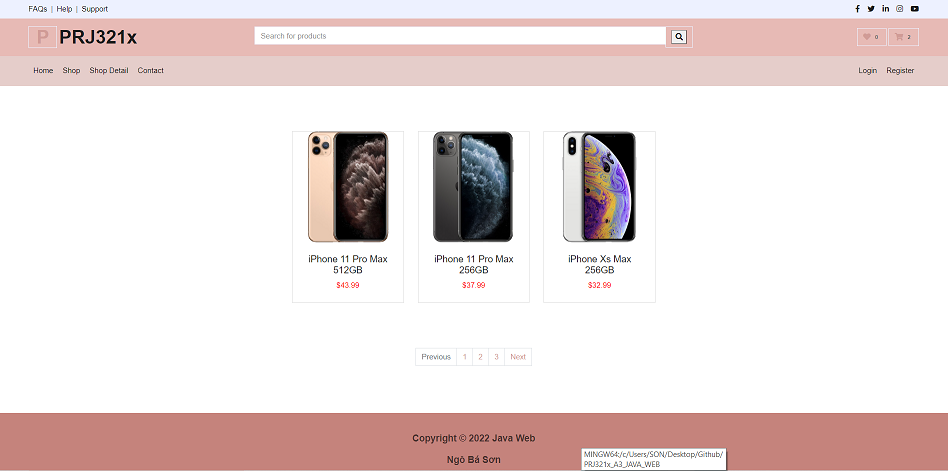 FAQs | Help | Support
P PRJ321x
Search for products
0
2
Home Shop Shop Detail Contact
Login Register
iPhone 11 Pro Max
512GB
$43.99
iPhone 11 Pro Max
256GB
$37.99
iPhone Xs Max
256GB
$32.99
Previous 1 2 3 Next
Copyright © 2022 Java Web
Ngô Bá Sơn
MINGW64:/c/Users/SON/Desktop/Github/
PRJ321x_A3_JAVA_WEB